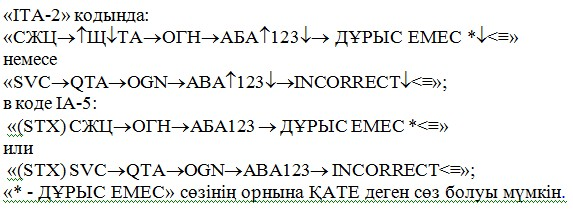 «ІТА-2» кодында:
«СЖЦ→↑Щ↓ТА→ОГН→АБА↑123↓→ ДҰРЫС ЕМЕС *↓<≡»
немесе
«SVC→QTA→OGN→ABA↑123↓→INCORRECT↓<≡»;
в коде IA-5:
«(STX) СЖЦ→ОГН→АБА123 → ДҰРЫС ЕМЕС *<≡»
или
«(STX) SVC→QTA→OGN→ABA123→ INCORRECT<≡»;
«* - ДҰРЫС ЕМЕС» сөзінің орнына ҚАТЕ деген сөз болуы мүмкін.